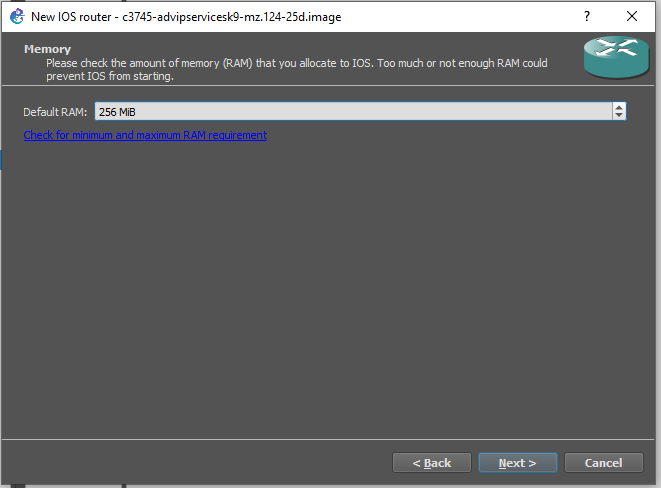 New IOS router - c3745-advipservicesk9-mz.124-25d.image
Memory
Please check the amount of memory (RAM) that you allocate to IOS. Too much or not enough RAM could
prevent IOS from starting.
Default RAM: 256 MiB
Check for minimum and maximum RAM requirement
< Back Next > Cancel